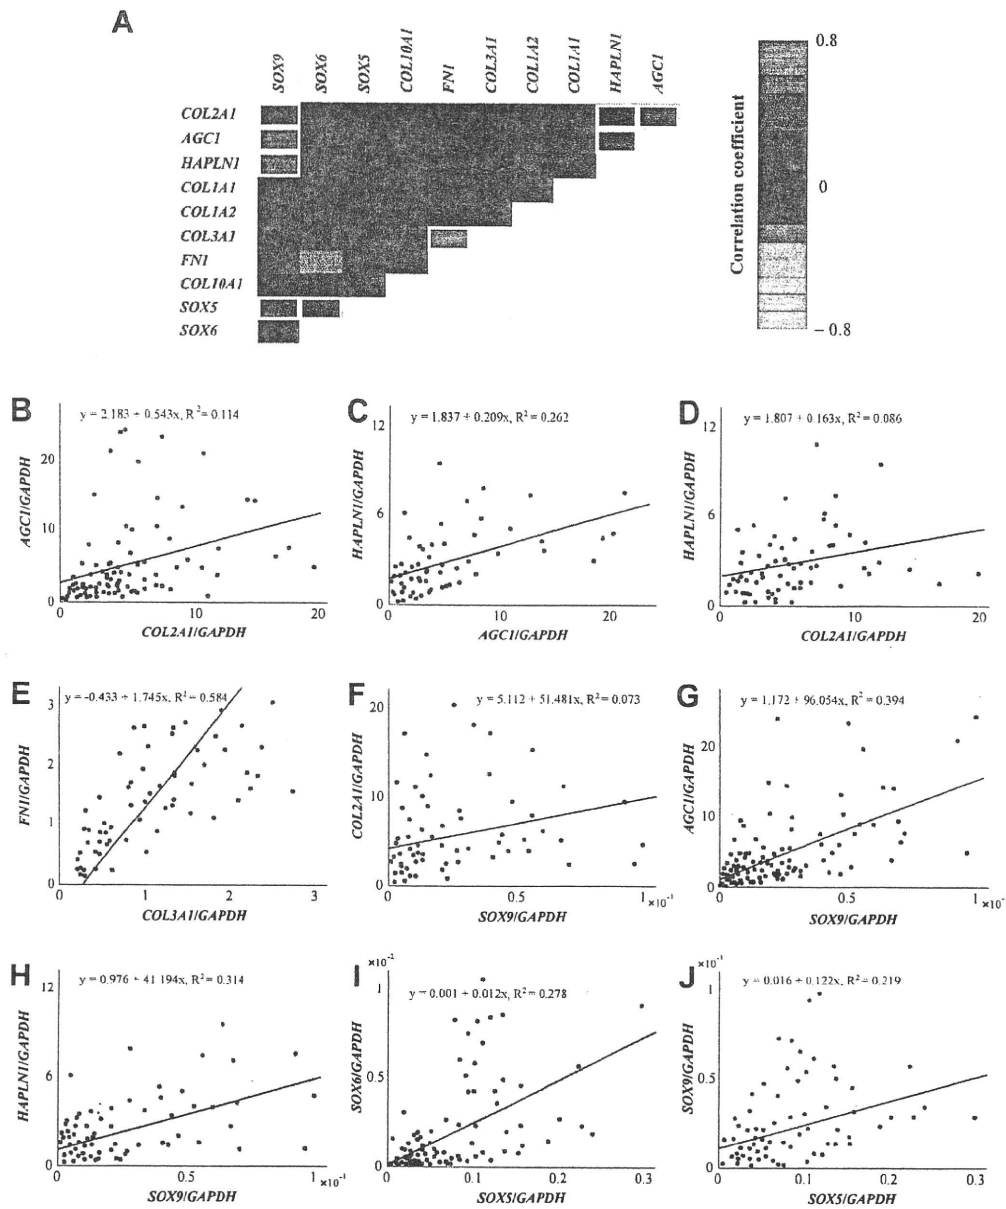 A
SOX9 SOX6 SOX5 COL10A1 FN1 COL3A1 COL1A2 COL1A1 HAPLN1 AGC1
COL2A1
AGC1
HAPLN1
COL1A1
COL1A2
COL3A1
FN1
COL10A1
SOX5
SOX6
Correlation coefficient
0.8
0
– 0.8
B
y = 2.183 + 0.543x, R² = 0.114
AGC1/GAPDH
20
10
0
0 10 20
COL2A1/GAPDH
C
y = 1.837 + 0.209x, R² = 0.262
HAPLN1/GAPDH
12
6
0
0 10 20
AGC1/GAPDH
D
y = 1.807 + 0.163x, R² = 0.086
HAPLN1/GAPDH
12
6
0
0 10 20
COL2A1/GAPDH
E
y = -0.433 + 1.745x, R² = 0.584
FN1/GAPDH
3
2
1
0
0 1 2 3
COL3A1/GAPDH
F
y = 5.112 + 51.481x, R² = 0.073
COL2A1/GAPDH
20
10
0
0 0.5 1 ×10⁻¹
SOX9/GAPDH
G
y = 1.172 + 96.054x, R² = 0.394
AGC1/GAPDH
20
10
0
0 0.5 1 ×10⁻
SOX9/GAPDH
H
y = 0.976 + 41 194x, R² = 0.314
HAPLN1/GAPDH
12
6
0
0 0.5 1 ×10⁻¹
SOX9/GAPDH
I
×10⁻²
y = 0.001 + 0.012x, R² = 0.278
SOX6/GAPDH
1
0.5
0
0 0.1 0.2 0.3
SOX5/GAPDH
J
×10⁻¹
y = 0.016 + 0.122x, R² = 0.219
SOX9/GAPDH
1
0.5
0
0 0.1 0.2 0.3
SOX5/GAPDH